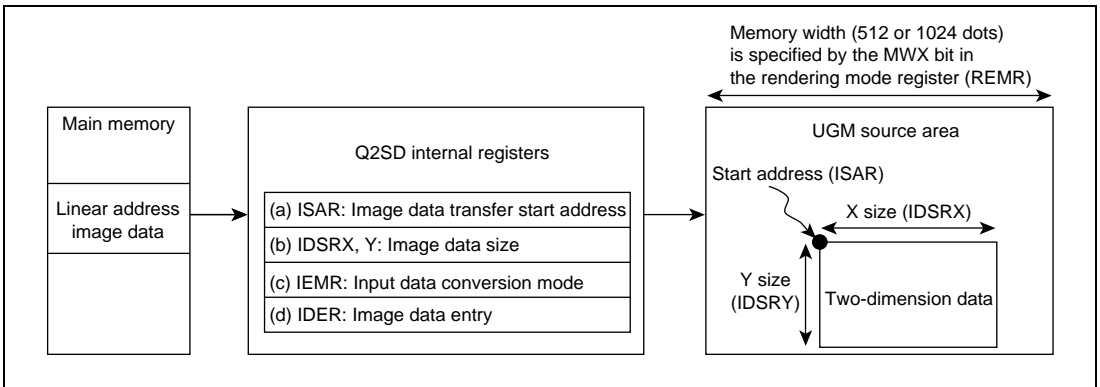 Memory width (512 or 1024 dots)
is specified by the MWX bit in
the rendering mode register (REMR)
Main memory
Linear address
image data
Q2SD internal registers
(a) ISAR: Image data transfer start address
(b) IDSRX, Y: Image data size
(c) IEMR: Input data conversion mode
(d) IDER: Image data entry
UGM source area
Start address (ISAR)
X size (IDSRX)
Y size
(IDSRY)
Two-dimension data